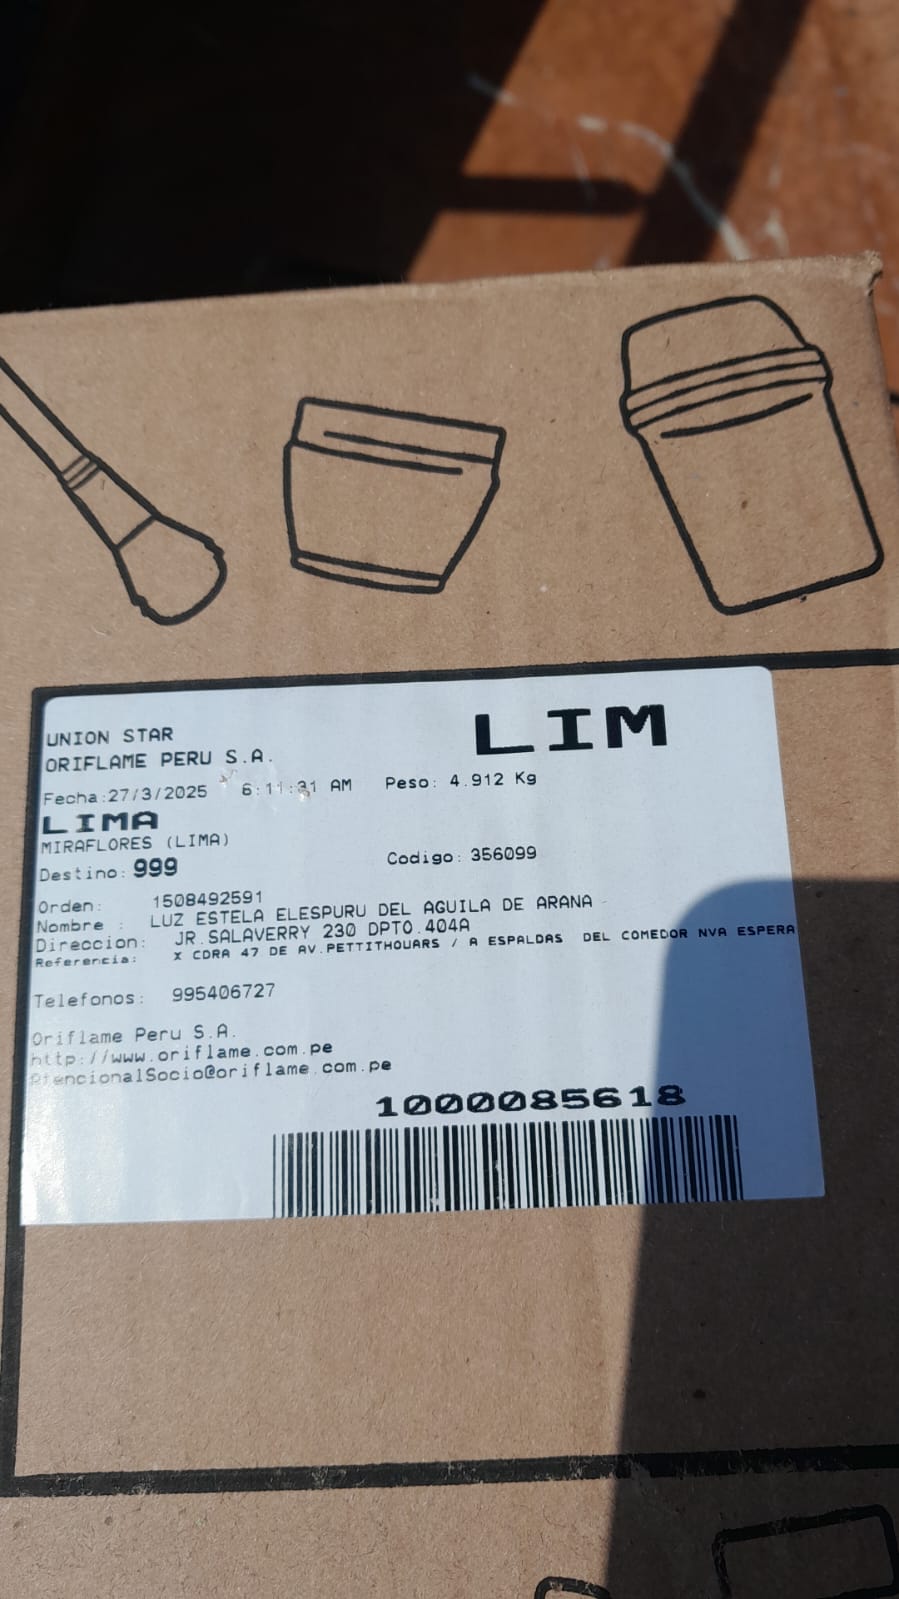 UNION STAR
LIM
ORIFLAME PERU S.A.
Fecha:27/3/2025 6:11:31 AM Peso: 4.912 Kg
LIMA
MIRAFLORES (LIMA)
Destino: 999 Codigo: 356099
Orden: 1508492591
Nombre : LUZ ESTELA ELESPURU DEL AGUILA DE ARANA
Direccion: JR.SALAVERRY 230 DPTO.404A
Referencia: X CDRA 47 DE AV.PETTITHOUARS / A ESPALDAS DEL COMEDOR NVA ESPERA
Telefonos: 995406727
Oriflame Peru S.A.
http://www.oriflame.com.pe
AtencionalSocio@oriflame.com.pe
1000085618